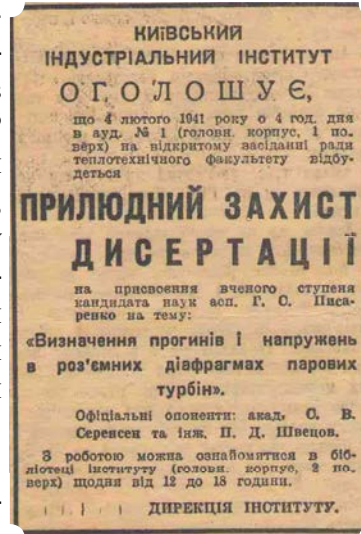 КИЇВСЬКИЙ
ІНДУСТРІАЛЬНИЙ ІНСТИТУТ
ОГОЛОШУЄ,
що 4 лютого 1941 року о 4 год. дня
в ауд. № 1 (головн. корпус, 1 по-
верх) на відкритому засіданні ради
теплотехнічного факультету відбу-
деться
ПРИЛЮДНИЙ ЗАХИСТ
ДИСЕРТАЦІЇ
на присвоєння вченого ступеня
кандидата наук асп. Г. С. Писа-
ренко на тему:
«Визначення прогинів і напружень
в роз'ємних діафрагмах парових
турбін».
Офіціальні опоненти: акад. С. В.
Серенсен та інж. П. Д. Швецов.
З роботою можна ознайомитися в біб-
ліотеці інституту (головн. корпус, 2 по-
верх) щодня від 12 до 18 години.
ДИРЕКЦІЯ ІНСТИТУТУ.